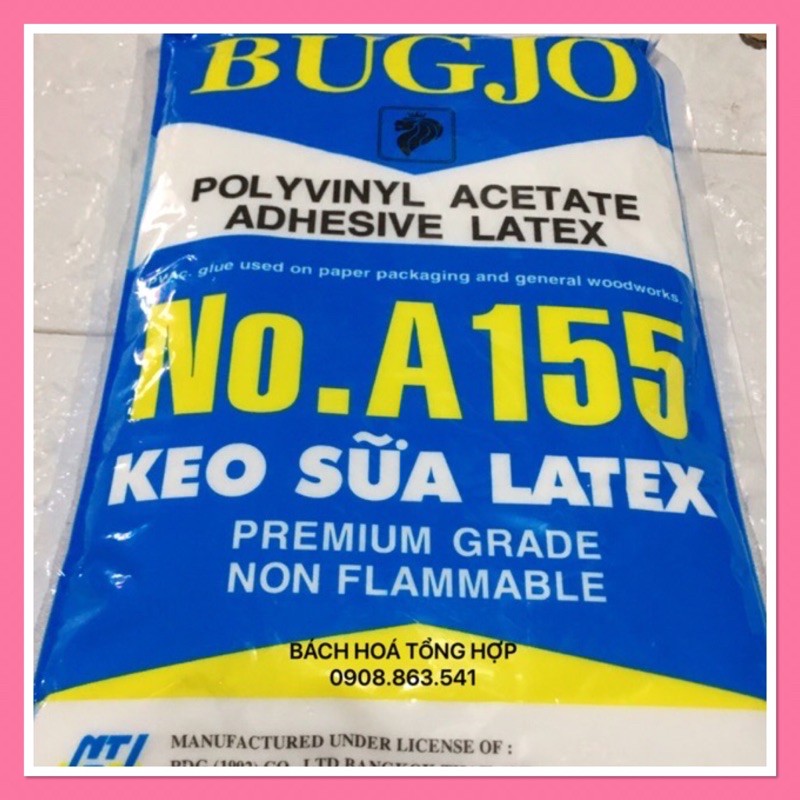 BUGJO
POLYVINYL ACETATE
ADHESIVE LATEX
glue used on paper packaging and general woodworks.
No.A155
KEO SỮA LATEX
PREMIUM GRADE
NON FLAMMABLE
BÁCH HOÁ TỔNG HỢP
0908.863.541
MANUFACTURED UNDER LICENSE OF :